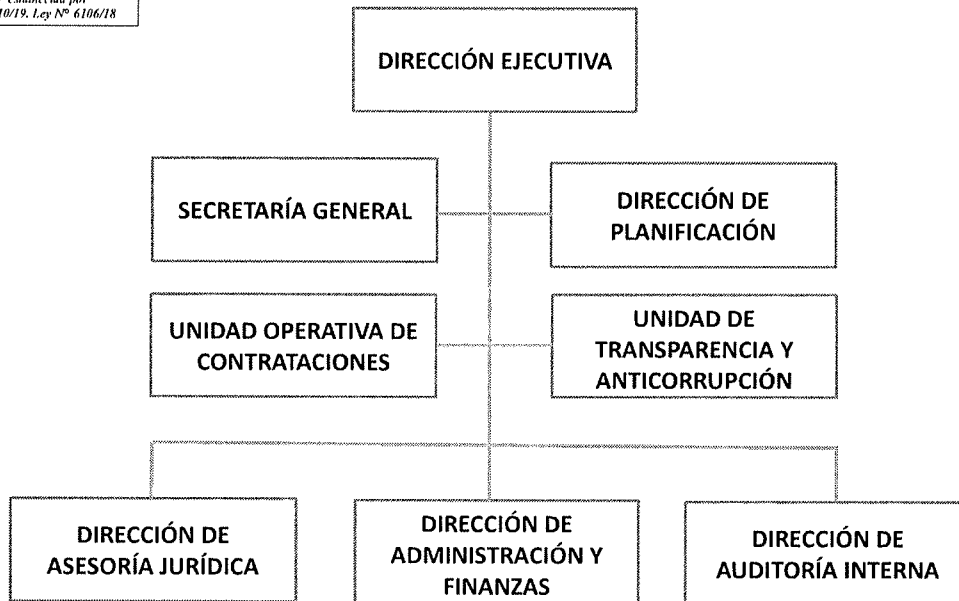 10/19. Ley Nº 6106/18
DIRECCIÓN EJECUTIVA
SECRETARÍA GENERAL
DIRECCIÓN DE
PLANIFICACIÓN
UNIDAD OPERATIVA DE
CONTRATACIONES
UNIDAD DE
TRANSPARENCIA Y
ANTICORRUPCIÓN
DIRECCIÓN DE
ASESORÍA JURÍDICA
DIRECCIÓN DE
ADMINISTRACIÓN Y
FINANZAS
DIRECCIÓN DE
AUDITORÍA INTERNA